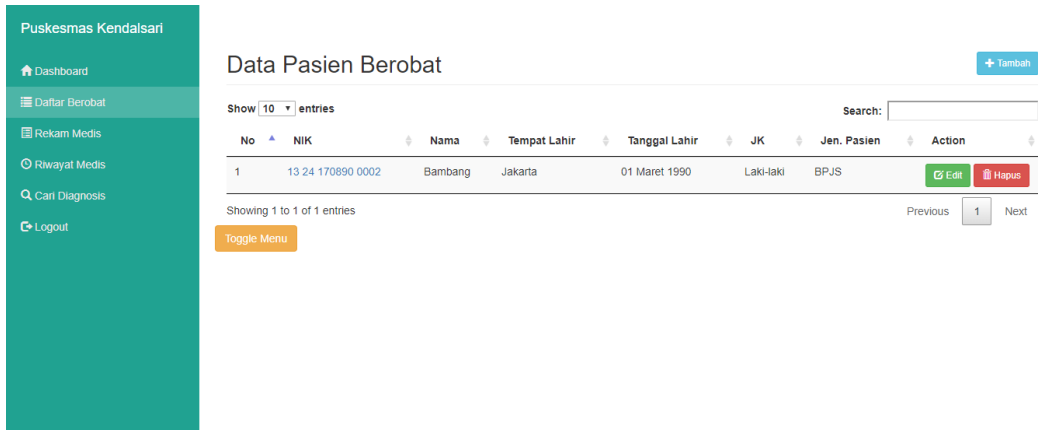 Puskesmas Kendalsari
Dashboard
Daftar Berobat
Rekam Medis
Riwayat Medis
Cari Diagnosis
Logout
Data Pasien Berobat
Tambah
Show 10 entries
Search:
No NIK Nama Tempat Lahir Tanggal Lahir JK Jen. Pasien Action
1 13 24 170890 0002 Bambang Jakarta 01 Maret 1990 Laki-laki BPJS Edit Hapus
Showing 1 to 1 of 1 entries
Previous 1 Next
Toggle Menu